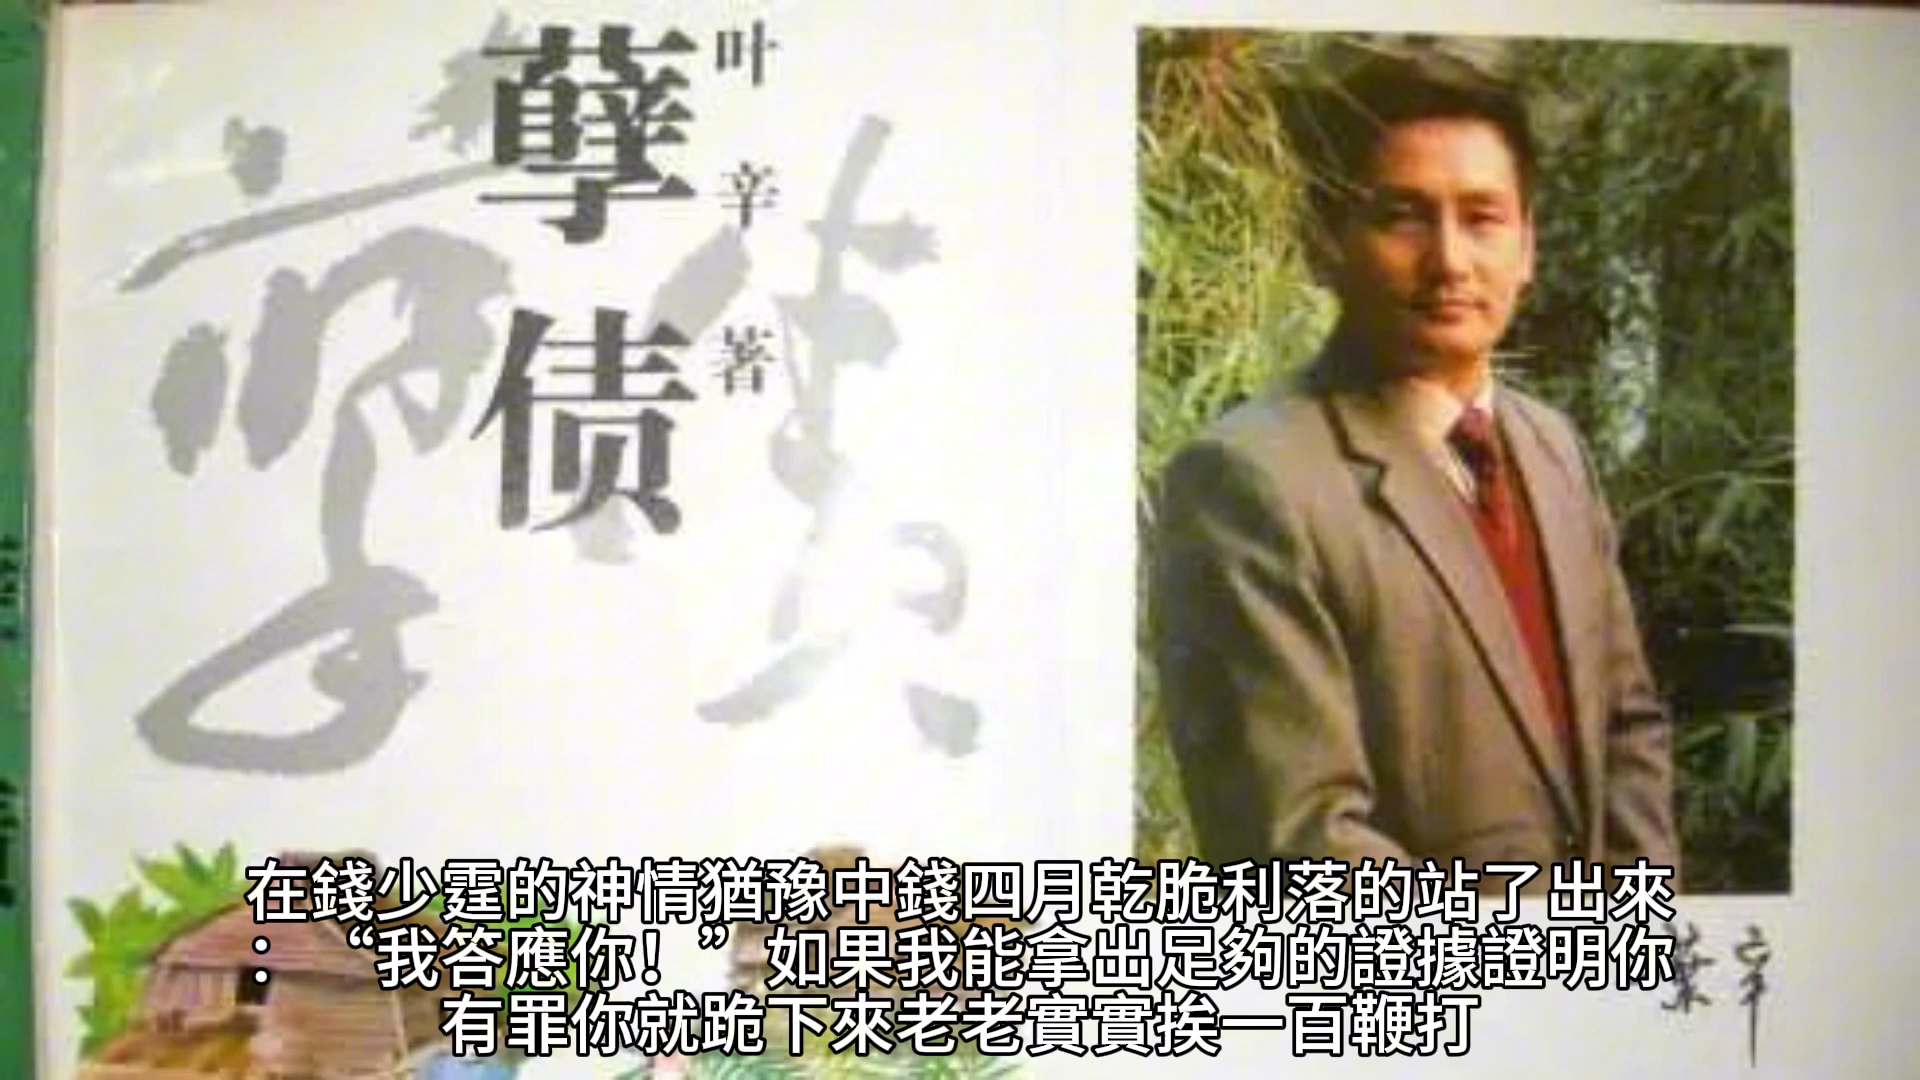 孽债
叶辛著
葉辛
在錢少霆的神情猶豫中錢四月乾脆利落的站了出來
：“我答應你！”如果我能拿出足夠的證據證明你
有罪你就跪下來老老實實挨一百鞭打